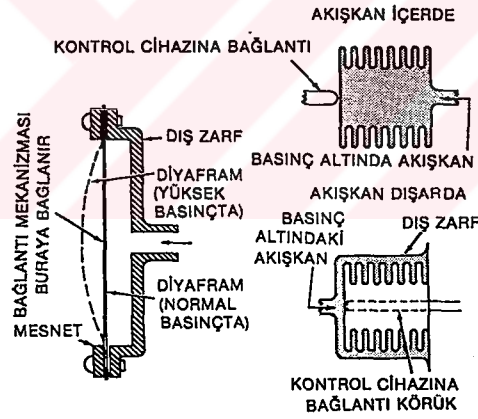 AKIŞKAN İÇERDE
KONTROL CİHAZINA BAĞLANTI
BASINÇ ALTINDA AKIŞKAN
DIŞ ZARF
DİYAFRAM
(YÜKSEK
BASINÇTA)
BAĞLANTI MEKANİZMASI
BURAYA BAĞLANIR
DİYAFRAM
(NORMAL
BASINÇTA)
MESNET
AKIŞKAN DIŞARDA
BASINÇ
ALTINDAKİ
AKIŞKAN
DIŞ ZARF
KONTROL CİHAZINA
BAĞLANTI KÖRÜK